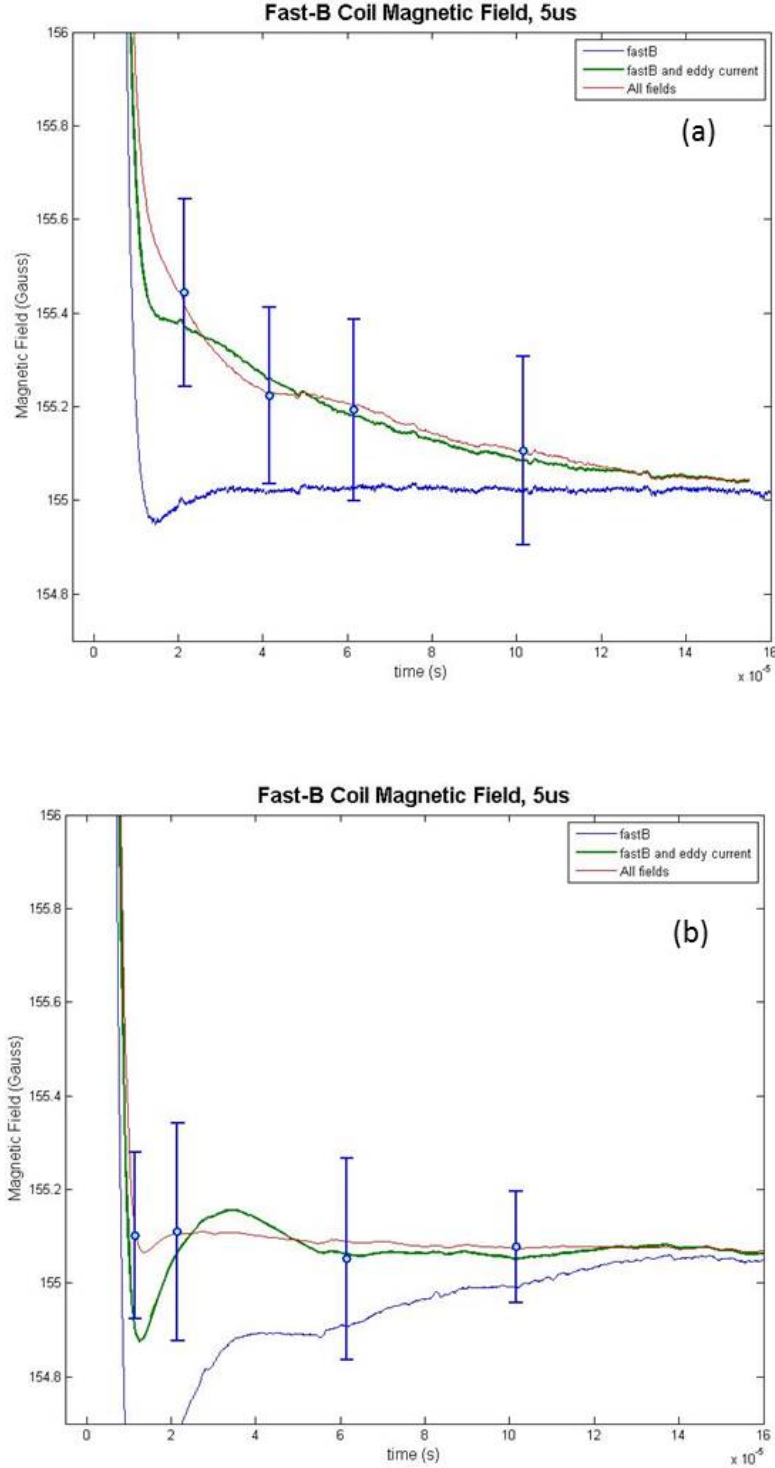 Fast-B Coil Magnetic Field, 5us
fastB
fastB and eddy current
All fields
(a)
Magnetic Field (Gauss)
156
155.8
155.6
155.4
155.2
155
154.8
0 2 4 6 8 10 12 14 16
time (s)
x 10⁻⁵
Fast-B Coil Magnetic Field, 5us
fastB
fastB and eddy current
All fields
(b)
Magnetic Field (Gauss)
156
155.8
155.6
155.4
155.2
155
154.8
0 2 4 6 8 10 12 14 16
time (s)
x 10⁻⁵